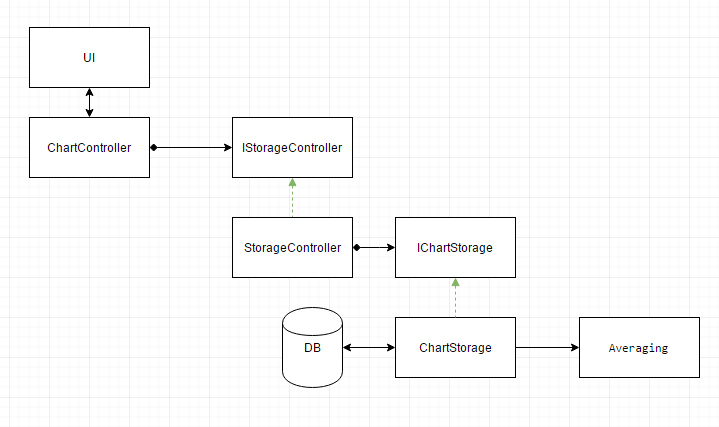 UI
ChartController
IStorageController
StorageController
IChartStorage
DB
ChartStorage
Averaging